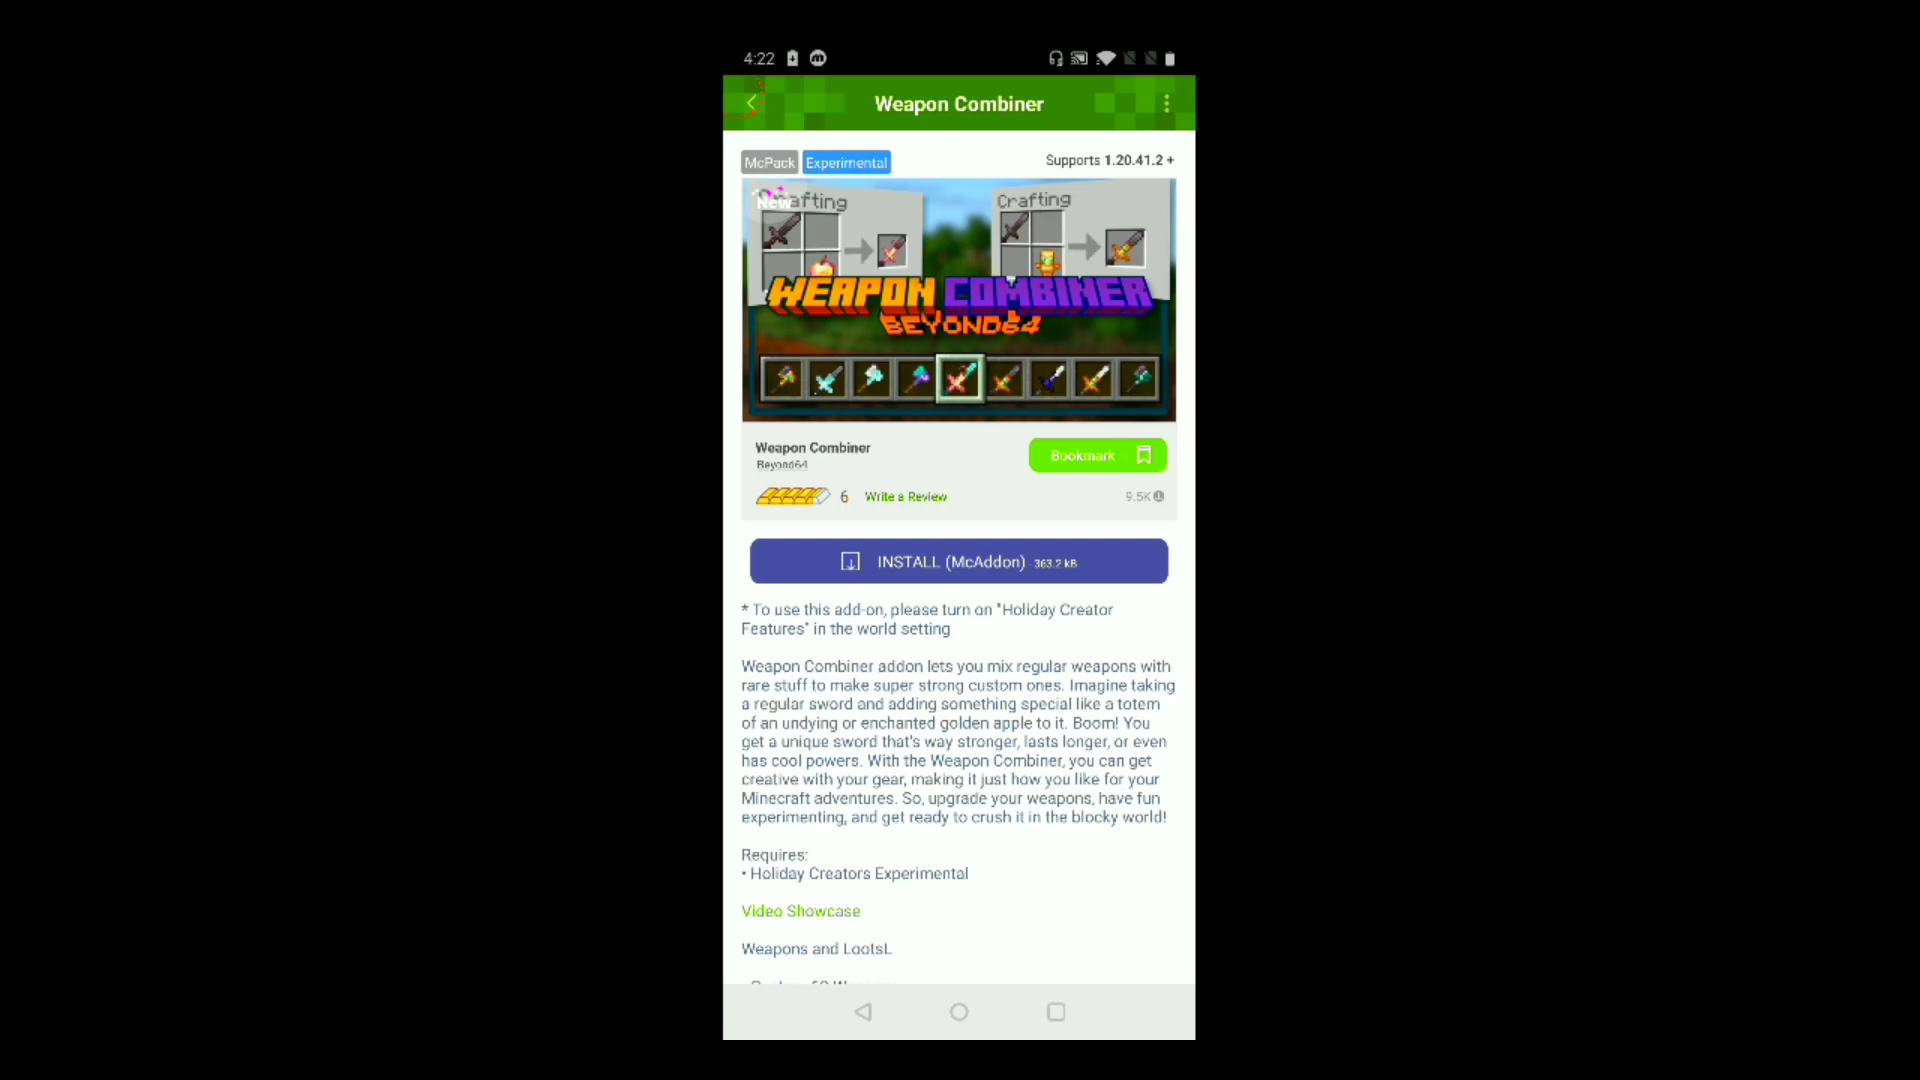 4:22
Weapon Combiner
McPack Experimental Supports 1.20.41.2 +
New
Crafting
WEAPON COMBINER
BEYOND64
Weapon Combiner
Beyond64
Bookmark
6 Write a Review 9.5K
INSTALL (McAddon) - 363.2 kB
* To use this add-on, please turn on "Holiday Creator
Features" in the world setting
Weapon Combiner addon lets you mix regular weapons with
rare stuff to make super strong custom ones. Imagine taking
a regular sword and adding something special like a totem
of an undying or enchanted golden apple to it. Boom! You
get a unique sword that's way stronger, lasts longer, or even
has cool powers. With the Weapon Combiner, you can get
creative with your gear, making it just how you like for your
Minecraft adventures. So, upgrade your weapons, have fun
experimenting, and get ready to crush it in the blocky world!
Requires:
• Holiday Creators Experimental
Video Showcase
Weapons and LootsL